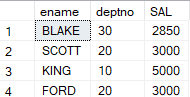 ename deptno SAL
1 BLAKE 30 2850
2 SCOTT 20 3000
3 KING 10 5000
4 FORD 20 3000